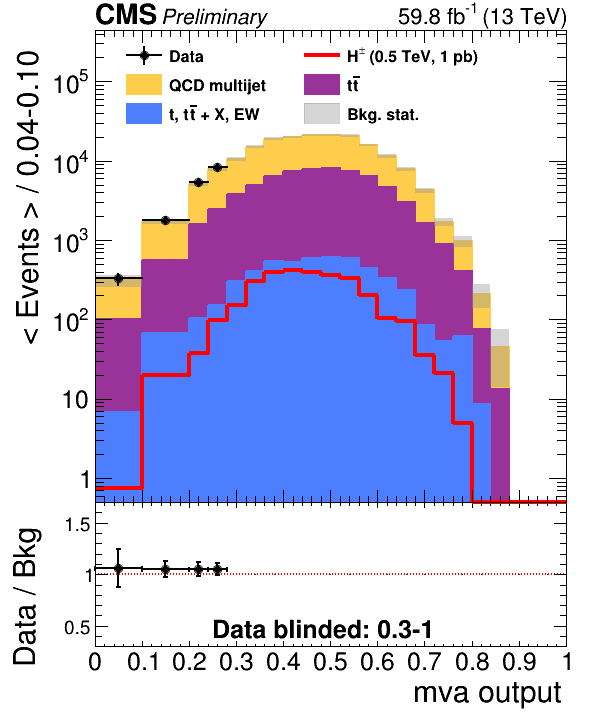 CMS Preliminary 59.8 fb⁻¹ (13 TeV)
< Events > / 0.04-0.10
Data
H± (0.5 TeV, 1 pb)
QCD multijet
tt̄
t, tt̄ + X, EW
Bkg. stat.
10⁵
10⁴
10³
10²
10
1
Data / Bkg
1.5
1
0.5
Data blinded: 0.3-1
0 0.1 0.2 0.3 0.4 0.5 0.6 0.7 0.8 0.9 1
mva output